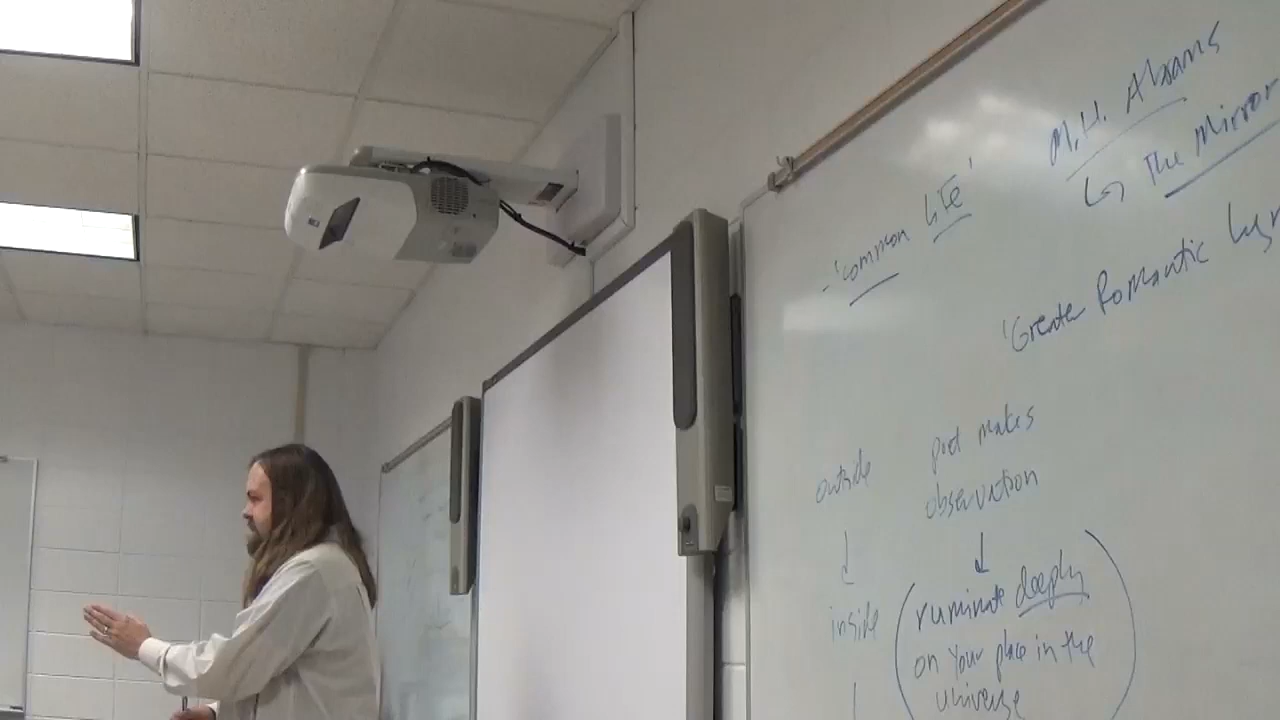 'common life'
M.H. Abrams
↳ The Mirror
'Greater Romantic Lyr
outside
↓
inside
poet makes
observation
↓
ruminate deeply
on your place in the
universe